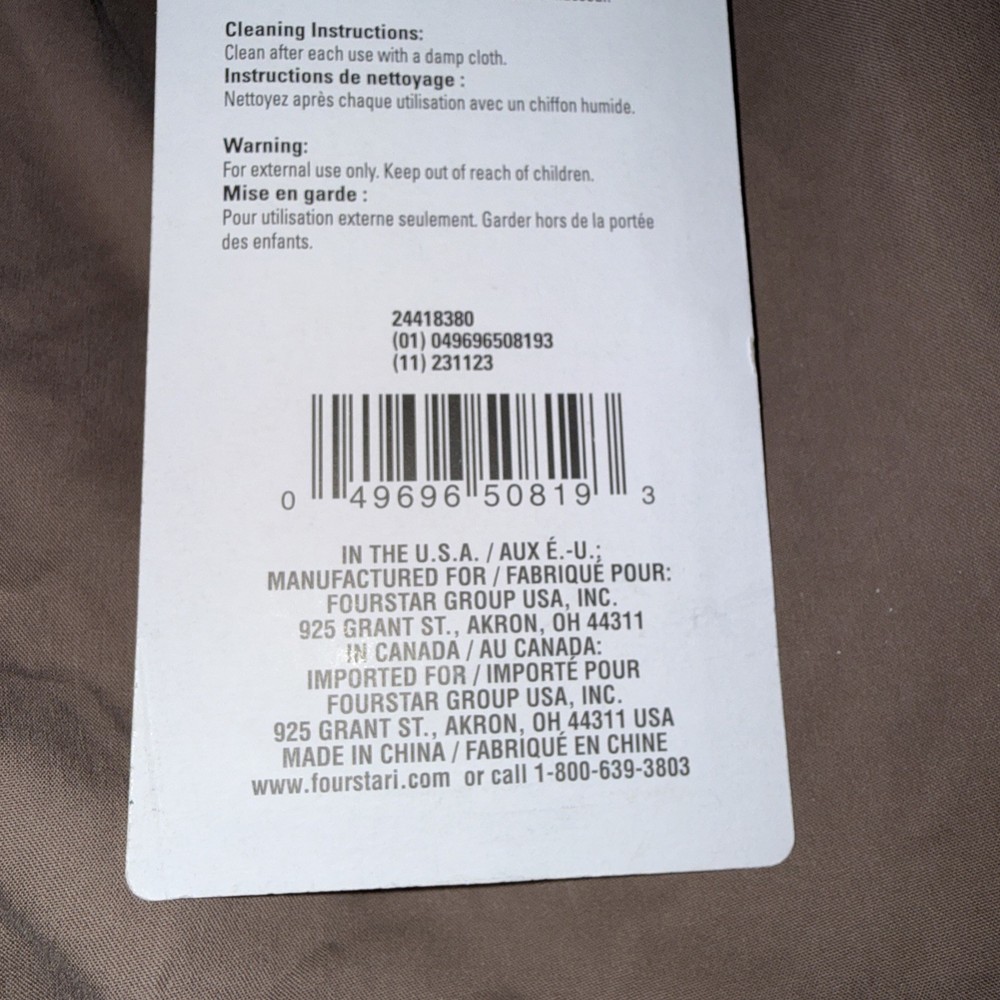 Cleaning Instructions:
Clean after each use with a damp cloth.
Instructions de nettoyage :
Nettoyez après chaque utilisation avec un chiffon humide.
Warning:
For external use only. Keep out of reach of children.
Mise en garde :
Pour utilisation externe seulement. Garder hors de la portée
des enfants.
24418380
(01) 049696508193
(11) 231123
0 49696 50819 3
IN THE U.S.A. / AUX É.-U.;
MANUFACTURED FOR / FABRIQUÉ POUR:
FOURSTAR GROUP USA, INC.
925 GRANT ST., AKRON, OH 44311
IN CANADA / AU CANADA:
IMPORTED FOR / IMPORTÉ POUR
FOURSTAR GROUP USA, INC.
925 GRANT ST., AKRON, OH 44311 USA
MADE IN CHINA / FABRIQUÉ EN CHINE
www.fourstari.com or call 1-800-639-3803